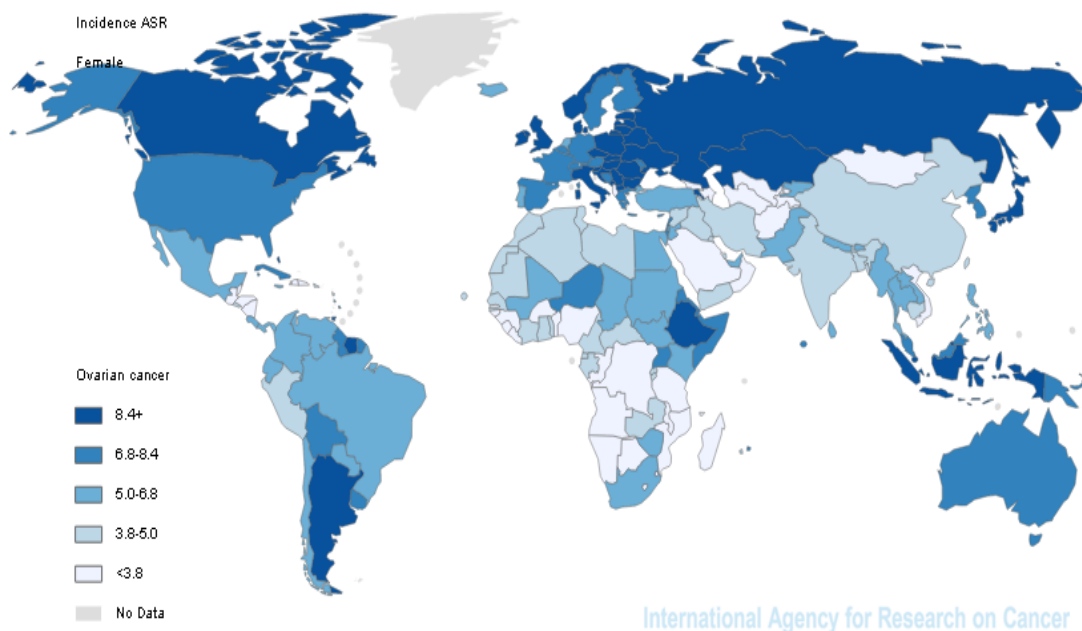 Incidence ASR
Female
Ovarian cancer
8.4+
6.8-8.4
5.0-6.8
3.8-5.0
<3.8
No Data
International Agency for Research on Cancer